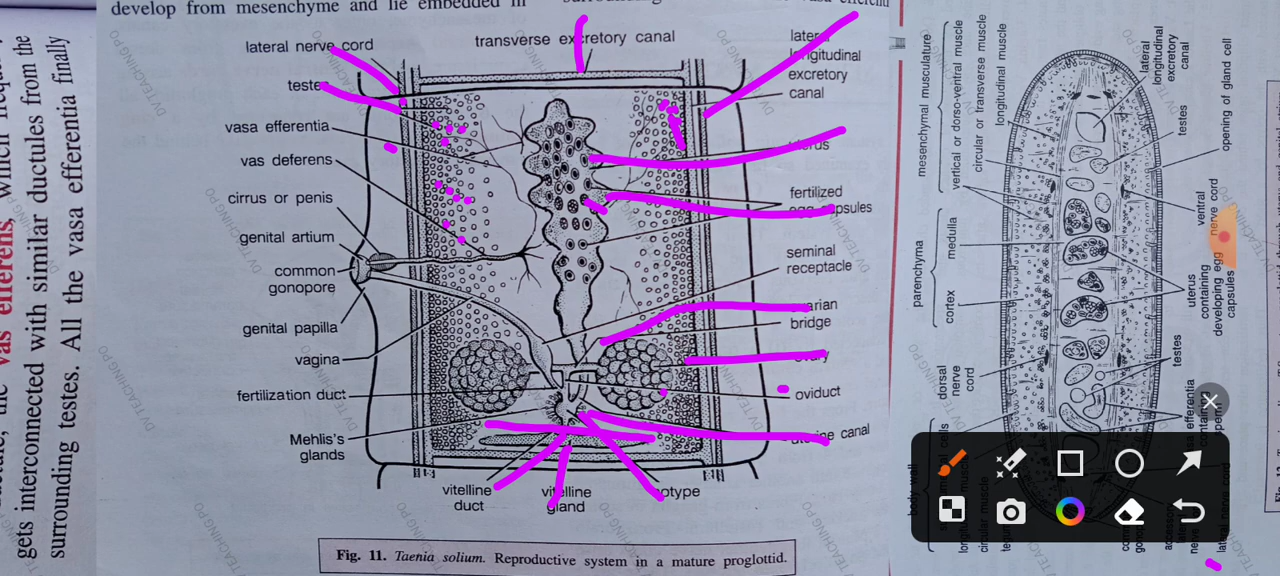 develop from mesenchyme and lie embedded in
gets interconnected with similar ductules from the
surrounding testes. All the vasa efferentia finally
lateral nerve cord
transverse excretory canal
longitudinal
excretory
canal
vasa efferentia
vas deferens
cirrus or penis
genital artium
common
gonopore
genital papilla
vagina
fertilization duct
Mehlis's
glands
vitelline
duct
vitelline
gland
fertilized
seminal
receptacle
bridge
oviduct
canal
Fig. 11. Taenia solium. Reproductive system in a mature proglottid.
mesenchymal musculature
vertical or dorso-ventral muscle
circular or transverse muscle
longitudinal muscle
lateral
longitudinal
excretory
canal
testes
opening of gland cell
parenchyma
medulla
cortex
ventral
nerve cord
uterus
containing
developing egg
capsules
dorsal
nerve
cord
testes
DVTEACHING PO